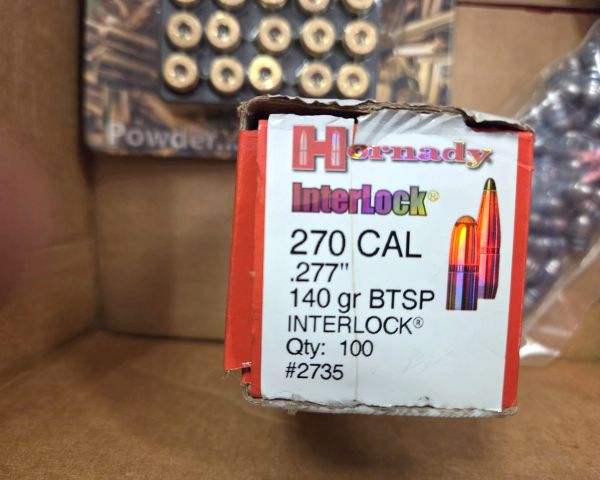 Powder...
Hornady
InterLock®
270 CAL
.277"
140 gr BTSP
INTERLOCK®
Qty: 100
#2735